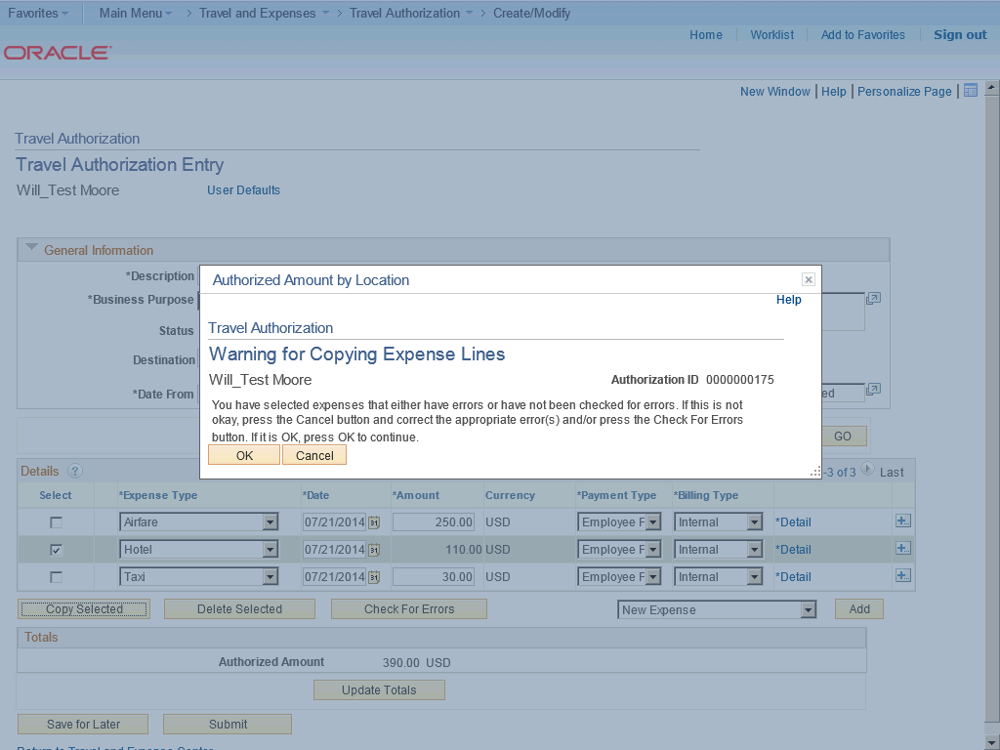 Favorites Main Menu > Travel and Expenses > Travel Authorization > Create/Modify
Home Worklist Add to Favorites Sign out
ORACLE
New Window Help Personalize Page
Travel Authorization
Travel Authorization Entry
Will_Test Moore User Defaults
General Information
*Description
*Business Purpose
Status
Destination
*Date From
Authorized Amount by Location
Help
Travel Authorization
Warning for Copying Expense Lines
Will_Test Moore Authorization ID 0000000175
You have selected expenses that either have errors or have not been checked for errors. If this is not
okay, press the Cancel button and correct the appropriate error(s) and/or press the Check For Errors
button. If it is OK, press OK to continue.
OK Cancel
GO
Details ? -3 of 3 Last
Select *Expense Type *Date *Amount Currency *Payment Type *Billing Type
Airfare 07/21/2014 31 250.00 USD Employee F Internal *Detail
Hotel 07/21/2014 31 110.00 USD Employee F Internal *Detail
Taxi 07/21/2014 31 30.00 USD Employee F Internal *Detail
Copy Selected Delete Selected Check For Errors New Expense Add
Totals
Authorized Amount 390.00 USD
Update Totals
Save for Later Submit